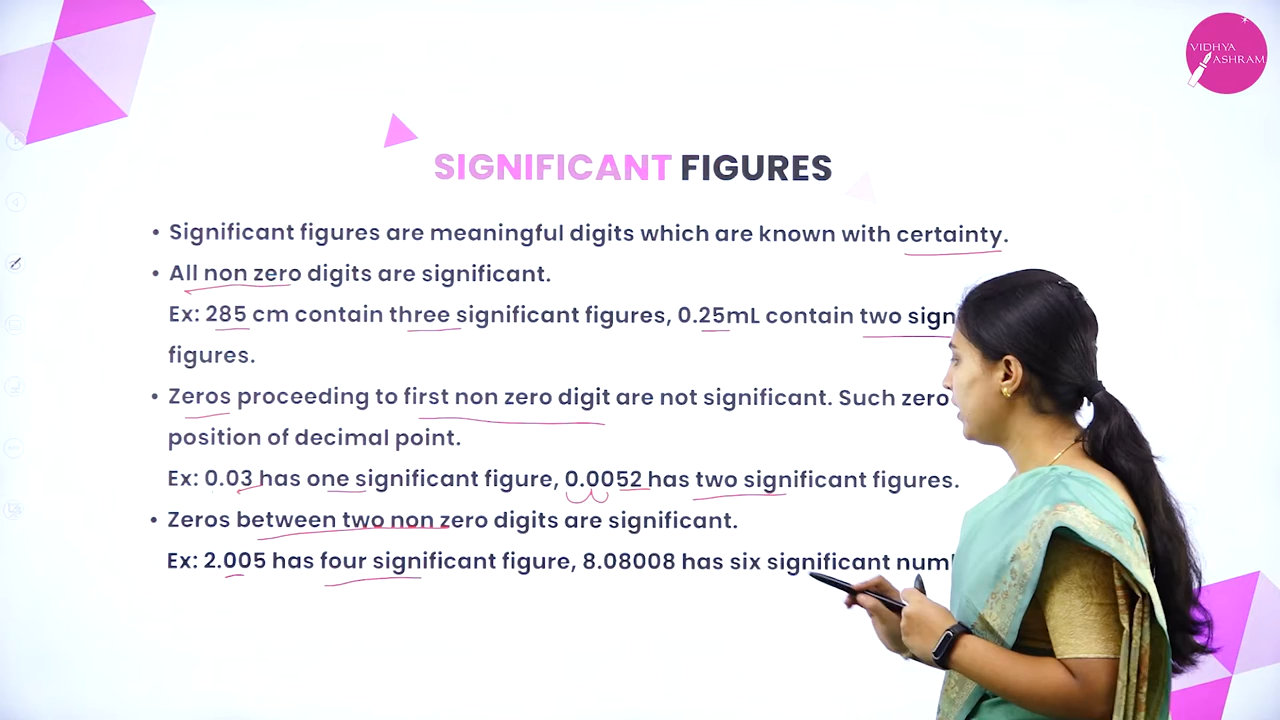 VIDHYA
ASHRAM
SIGNIFICANT FIGURES
• Significant figures are meaningful digits which are known with certainty.
• All non zero digits are significant.
Ex: 285 cm contain three significant figures, 0.25mL contain two
figures.
• Zeros proceeding to first non zero digit are not significant. Such zero
position of decimal point.
Ex: 0.03 has one significant figure, 0.0052 has two significant figures.
• Zeros between two non zero digits are significant.
Ex: 2.005 has four significant figure, 8.08008 has six significant